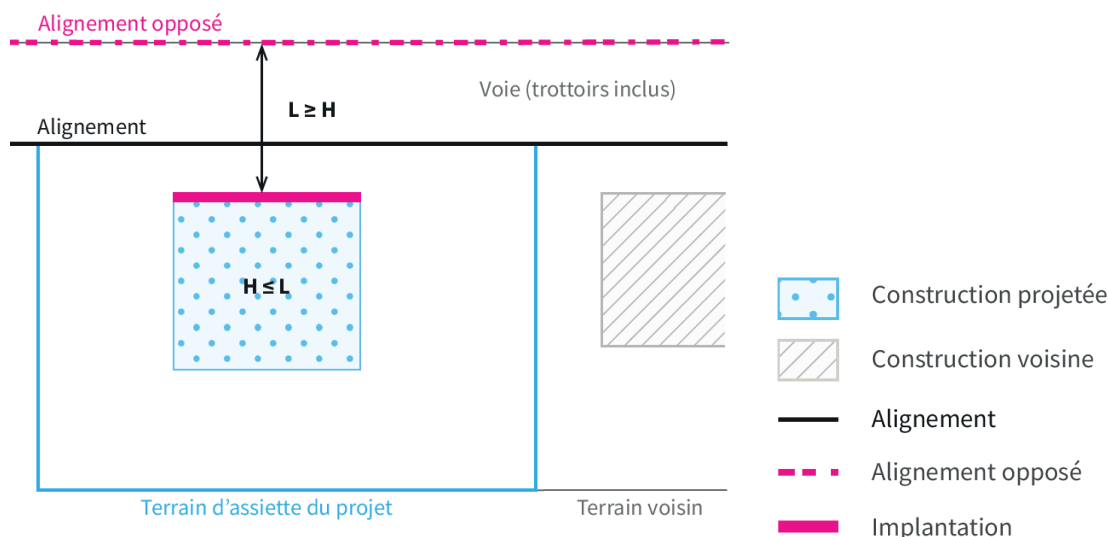 Alignement opposé
Voie (trottoirs inclus)
L ≥ H
Alignement
H ≤ L
Terrain d’assiette du projet
Terrain voisin
Construction projetée
Construction voisine
Alignement
Alignement opposé
Implantation